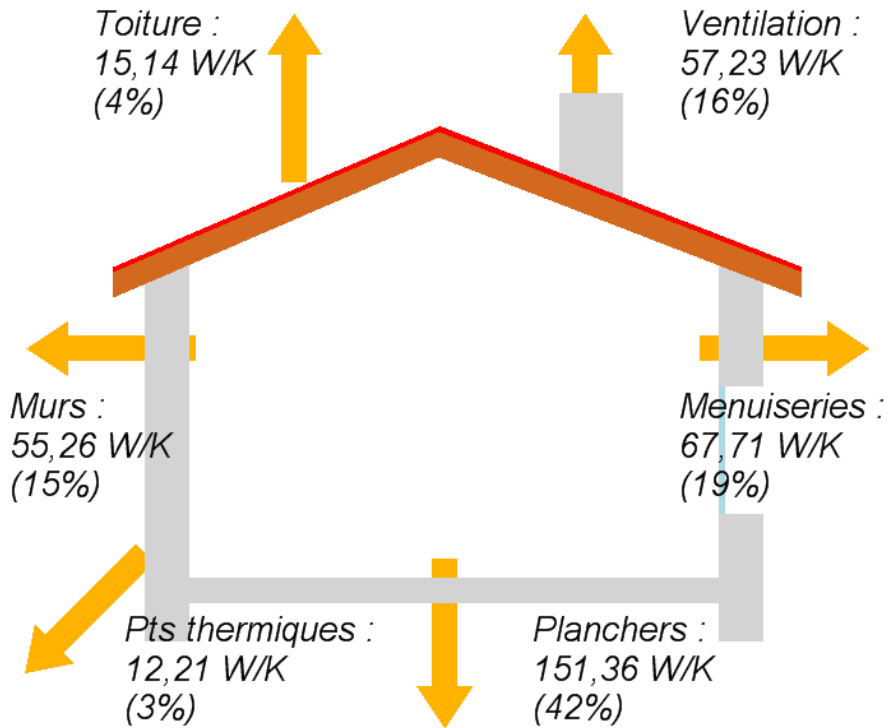 Toiture :
15,14 W/K
(4%)
Ventilation :
57,23 W/K
(16%)
Murs :
55,26 W/K
(15%)
Menuiseries :
67,71 W/K
(19%)
Pts thermiques :
12,21 W/K
(3%)
Planchers :
151,36 W/K
(42%)